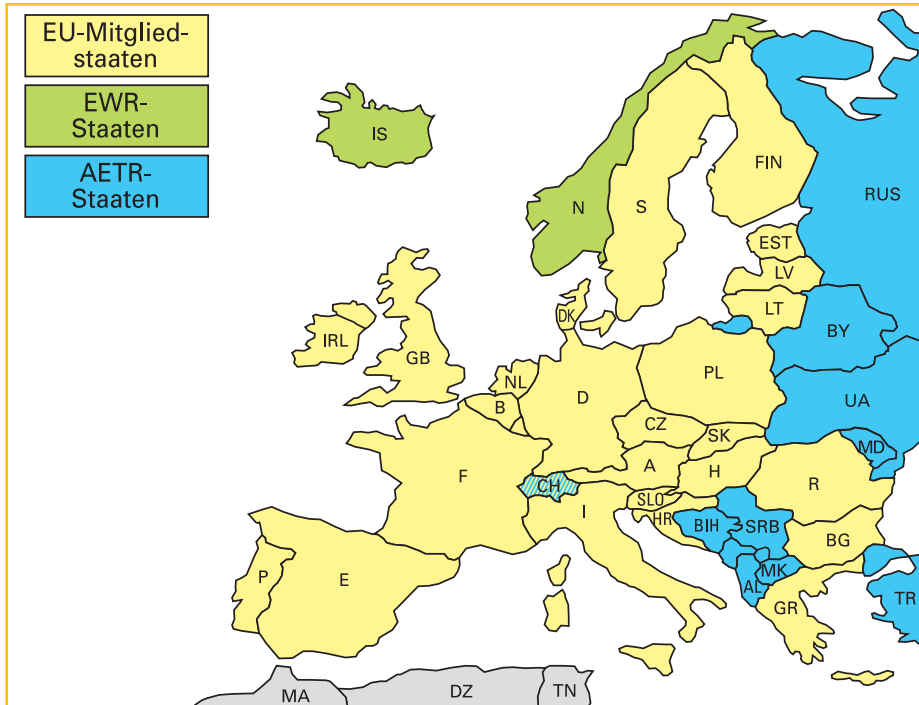 EU-Mitglied-
staaten
EWR-
Staaten
AETR-
Staaten
IS
FIN
RUS
N
S
EST
LV
LT
DK
IRL
GB
BY
NL
PL
D
B
UA
CZ
SK
MD
A
H
F
CH
R
I
SLO
HR
BIH
SRB
BG
P
E
MK
AL
TR
GR
MA
DZ
TN